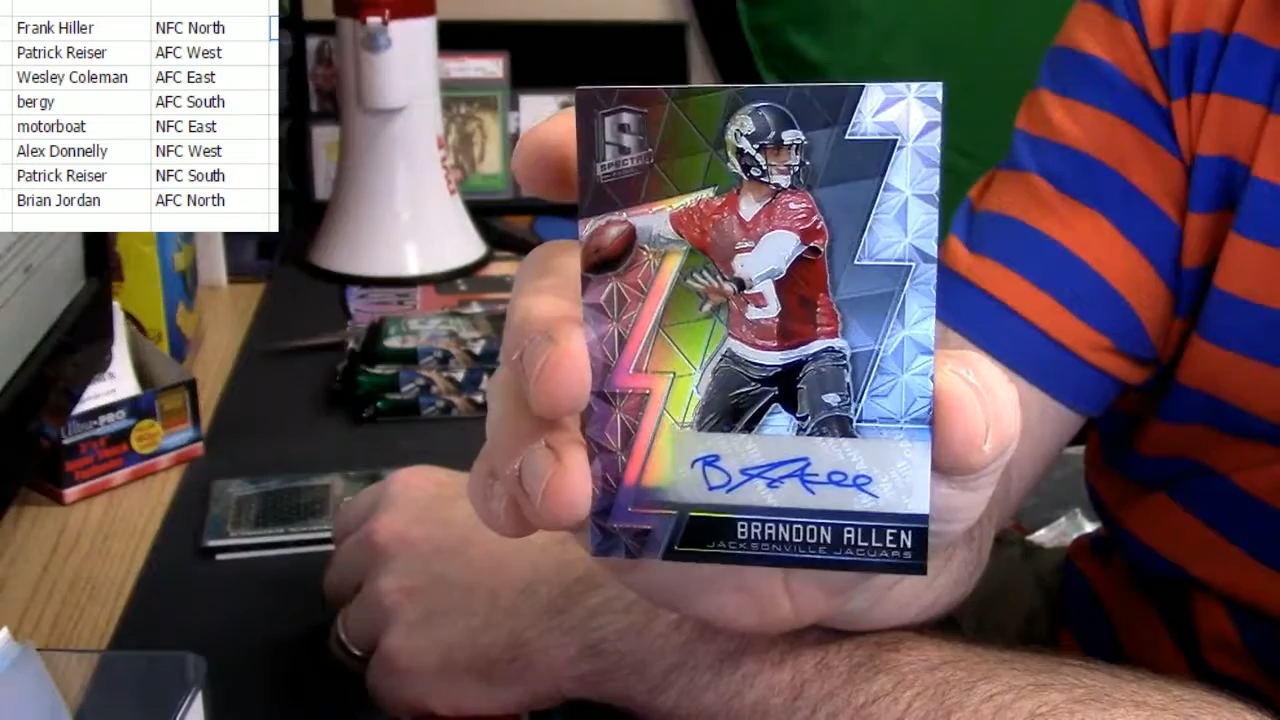 Frank Hiller NFC North
Patrick Reiser AFC West
Wesley Coleman AFC East
bergy AFC South
motorboat NFC East
Alex Donnelly NFC West
Patrick Reiser NFC South
Brian Jordan AFC North
S
SPECTRA
5
BRANDON ALLEN
JACKSONVILLE JAGUARS
Ultra-PRO